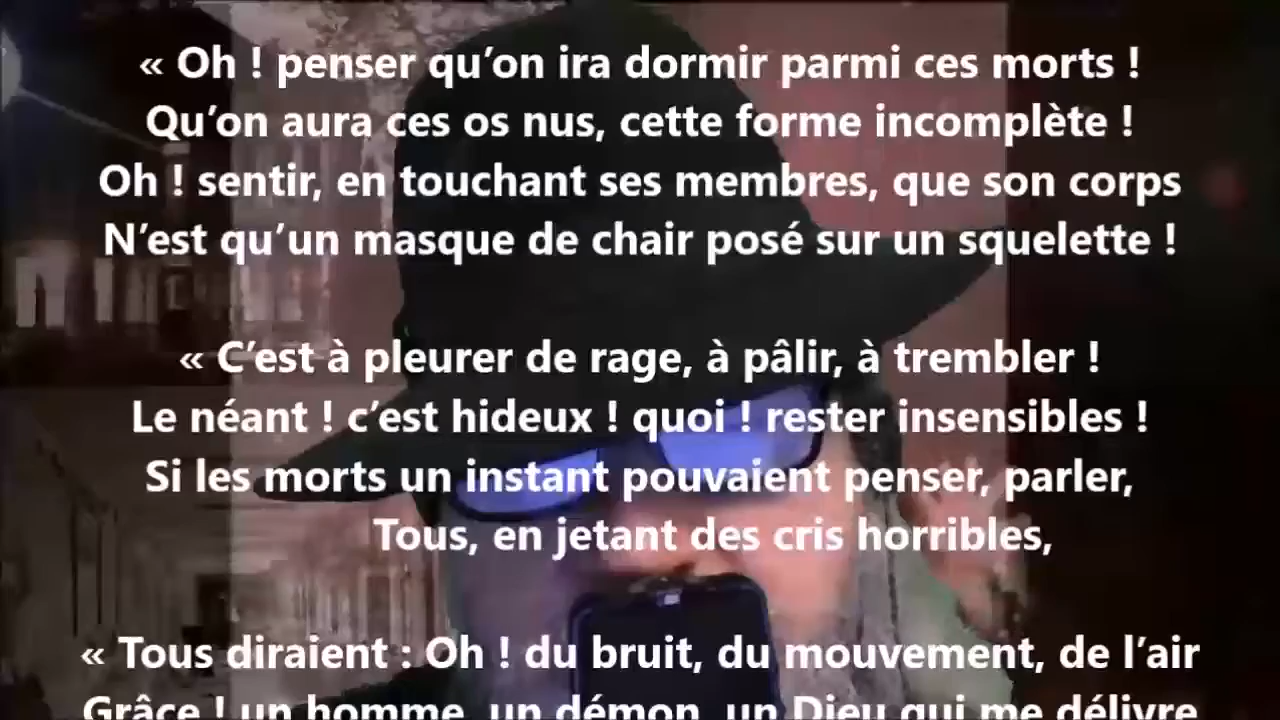 « Oh ! penser qu’on ira dormir parmi ces morts !
Qu’on aura ces os nus, cette forme incomplète !
Oh ! sentir, en touchant ses membres, que son corps
N’est qu’un masque de chair posé sur un squelette !
« C’est à pleurer de rage, à pâlir, à trembler !
Le néant ! c’est hideux ! quoi ! rester insensibles !
Si les morts un instant pouvaient penser, parler,
Tous, en jetant des cris horribles,
« Tous diraient : Oh ! du bruit, du mouvement, de l’air
Grâce ! un homme, un démon, un Dieu qui me délivre